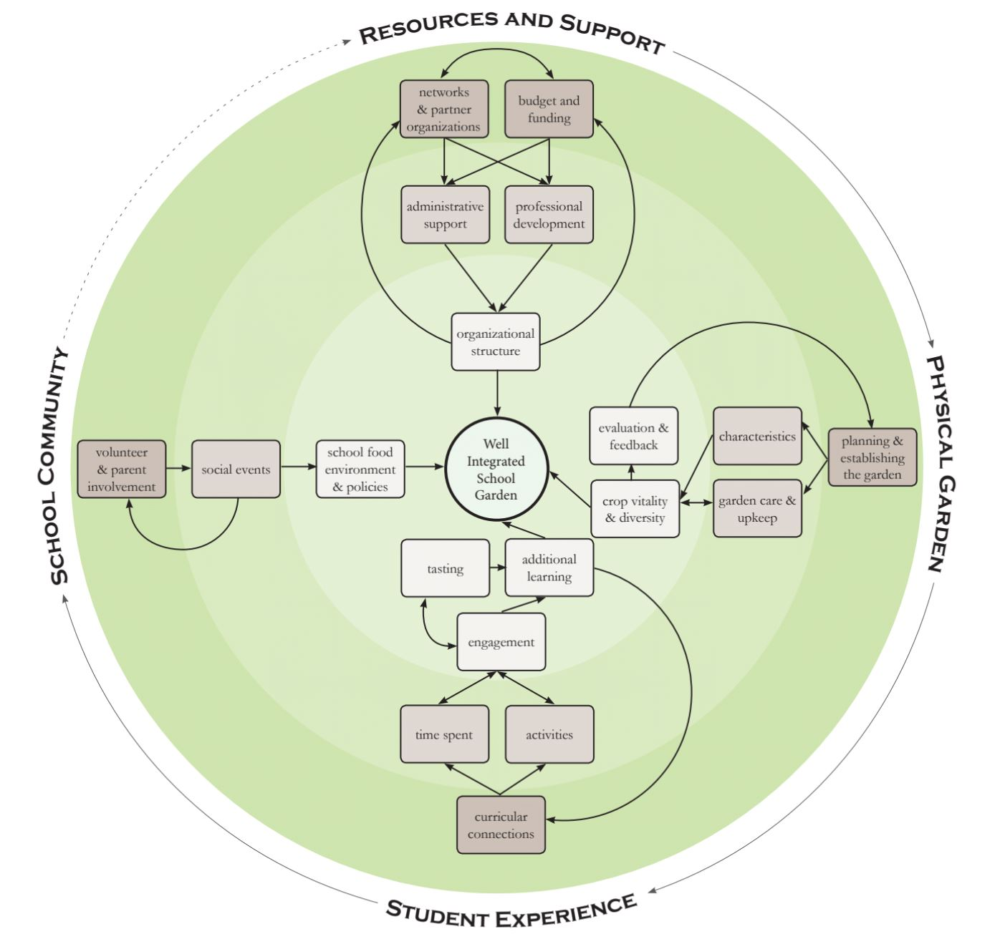 RESOURCES AND SUPPORT
networks
& partner
organizations
budget and
funding
administrative
support
professional
development
organizational
structure
PHYSICAL GARDEN
evaluation &
feedback
characteristics
planning &
establishing
the garden
crop vitality
& diversity
garden care &
upkeep
Well
Integrated
School
Garden
SCHOOL COMMUNITY
volunteer
& parent
involvement
social events
school food
environment
& policies
tasting
additional
learning
engagement
time spent
activities
curricular
connections
STUDENT EXPERIENCE